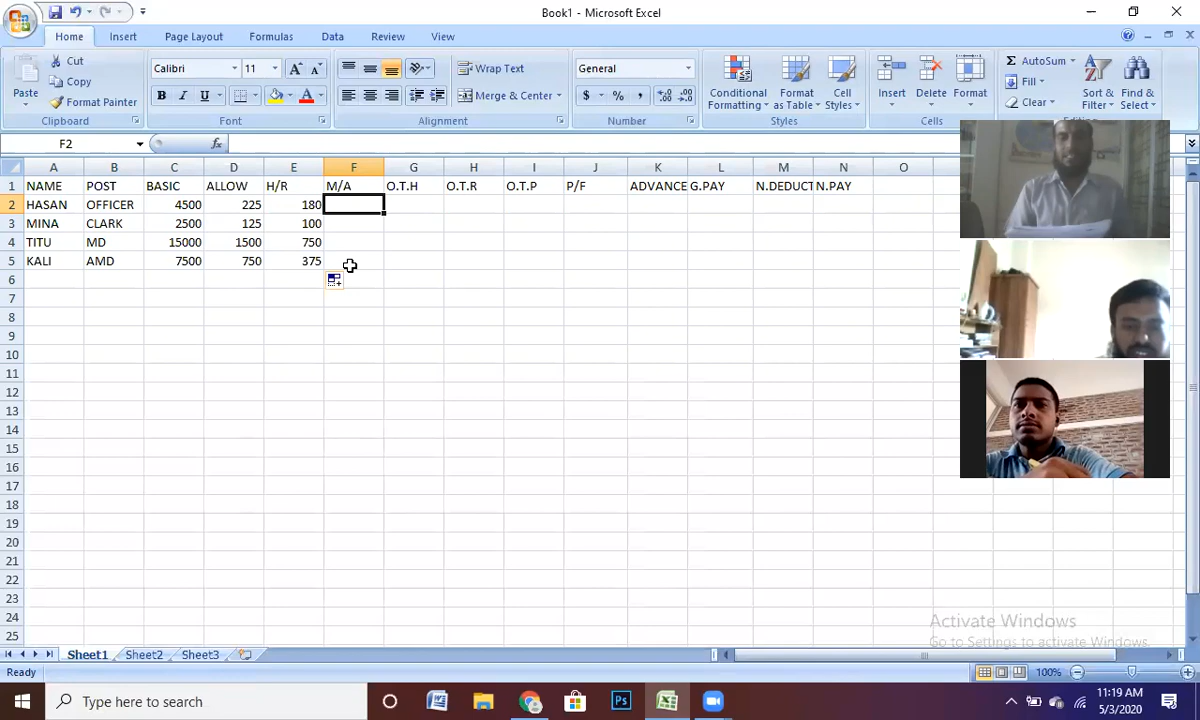 Book1 - Microsoft Excel
Home Insert Page Layout Formulas Data Review View
Paste
Cut
Copy
Format Painter
Clipboard
Calibri 11
B I U
Font
Wrap Text
Merge & Center
Alignment
General
$ % ,
Number
Conditional Formatting
Format as Table
Cell Styles
Styles
Insert Delete Format
Cells
Σ AutoSum
Fill
Clear
Sort & Filter
Find & Select
F2 fx
A B C D E F G H I J K L M N O
1 NAME POST BASIC ALLOW H/R M/A O.T.H O.T.R O.T.P P/F ADVANCE G.PAY N.DEDUCT N.PAY
2 HASAN OFFICER 4500 225 180
3 MINA CLARK 2500 125 100
4 TITU MD 15000 1500 750
5 KALI AMD 7500 750 375
6
7
8
9
10
11
12
13
14
15
16
17
18
19
20
21
22
23
24
25
Activate Windows
Go to Settings to activate Windows.
Sheet1 Sheet2 Sheet3
Ready 100%
Type here to search
11:19 AM
5/3/2020